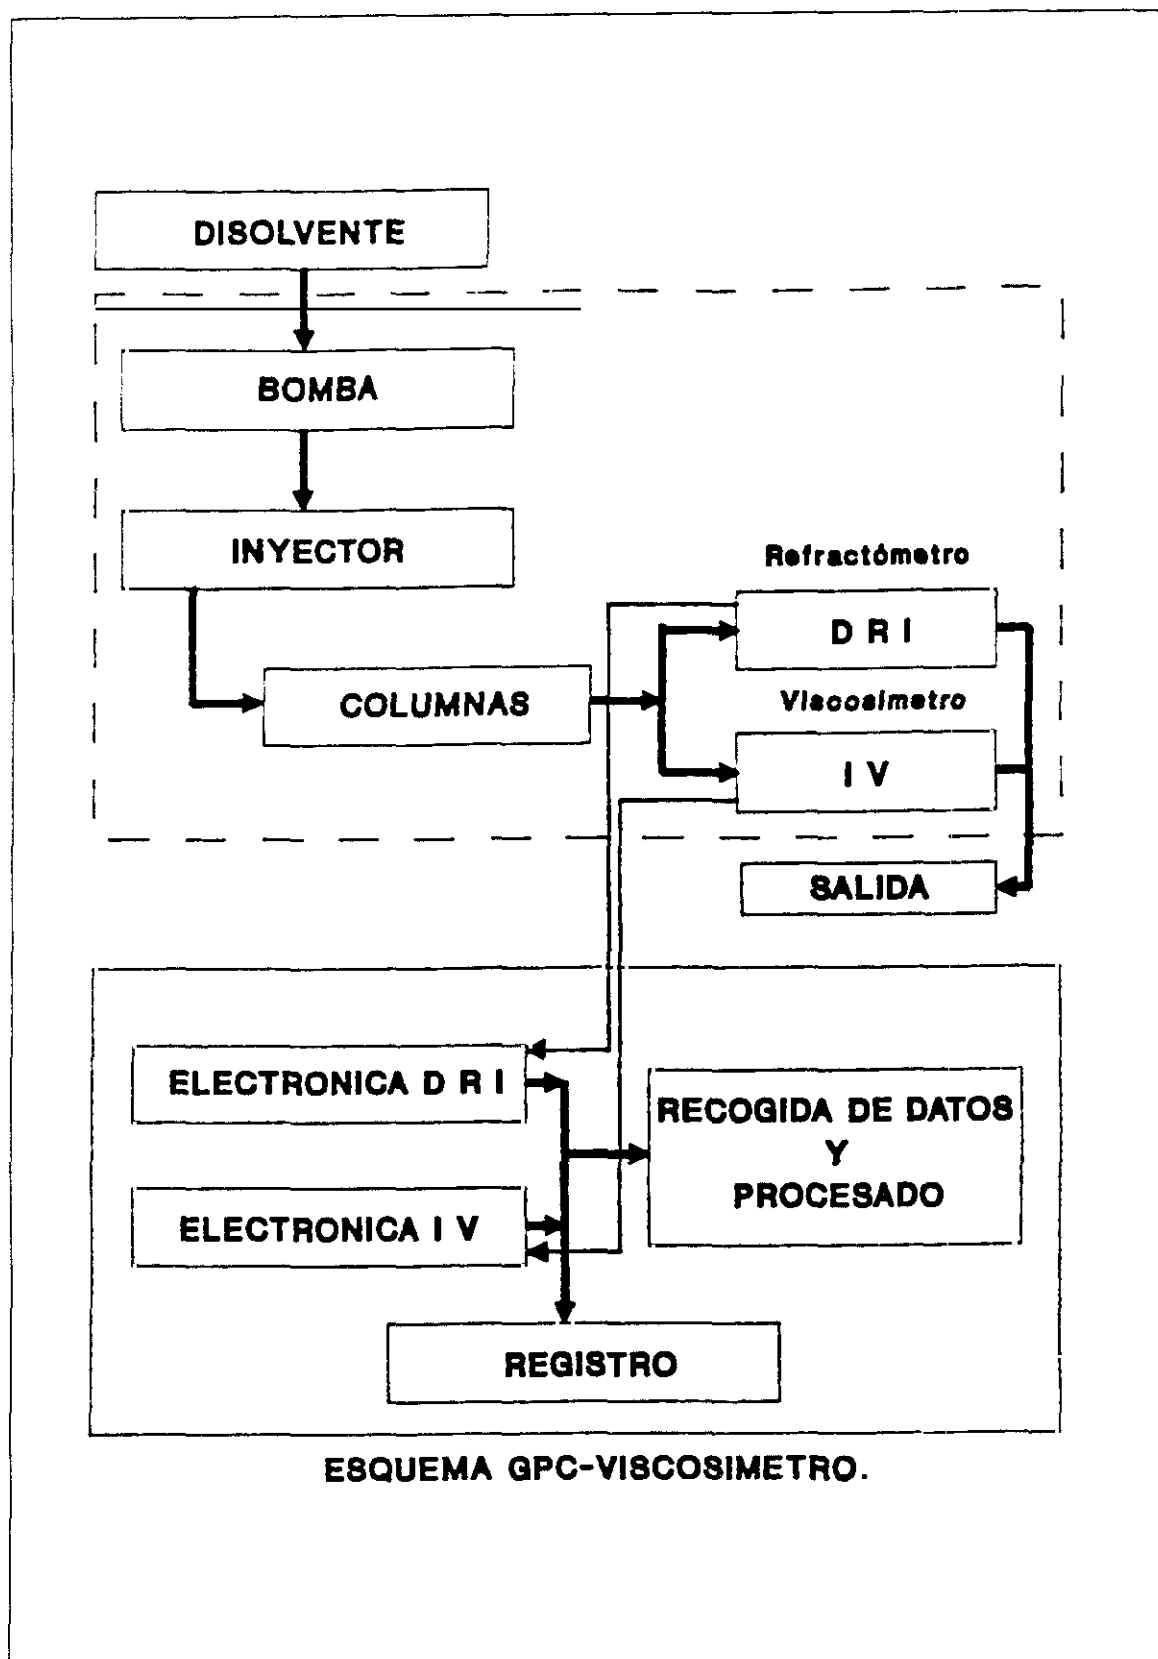 DISOLVENTE
BOMBA
INYECTOR
Refractómetro
D R I
COLUMNAS
Viscosimetro
I V
SALIDA
ELECTRONICA D R I
RECOGIDA DE DATOS
Y
PROCESADO
ELECTRONICA I V
REGISTRO
ESQUEMA GPC-VISCOSIMETRO.